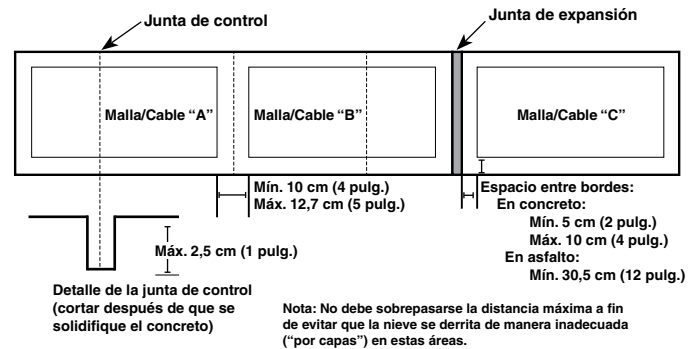 Junta de control
Junta de expansión
Malla/Cable “A”
Malla/Cable “B”
Malla/Cable “C”
Mín. 10 cm (4 pulg.)
Máx. 12,7 cm (5 pulg.)
Espacio entre bordes:
En concreto:
Mín. 5 cm (2 pulg.)
Máx. 10 cm (4 pulg.)
En asfalto:
Mín. 30,5 cm (12 pulg.)
Máx. 2,5 cm (1 pulg.)
Detalle de la junta de control
(cortar después de que se
solidifique el concreto)
Nota: No debe sobrepasarse la distancia máxima a fin
de evitar que la nieve se derrita de manera inadecuada
(“por capas”) en estas áreas.